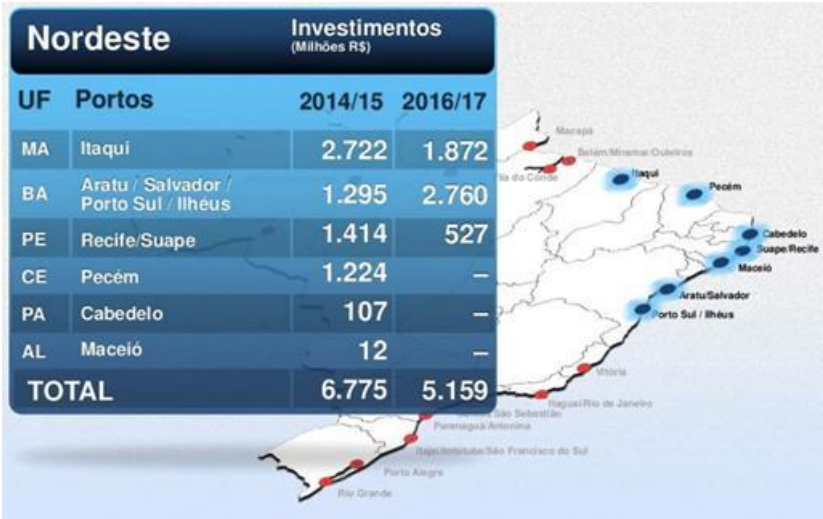 Nordeste
Investimentos
(Milhões R$)
UF Portos 2014/15 2016/17
MA Itaqui 2.722 1.872
BA Aratu / Salvador /
Porto Sul / Ilhéus 1.295 2.760
PE Recife/Suape 1.414 527
CE Pecém 1.224 –
PA Cabedelo 107 –
AL Maceió 12 –
TOTAL 6.775 5.159
Macapá
Belém/Miramar-Outeiros
Vila do Conde
Itaqui
Pecém
Cabedelo
Suape/Recife
Maceió
Aratu/Salvador
Porto Sul / Ilhéus
Vitória
Itaguaí/Rio de Janeiro
São Sebastião
Paranaguá/Antonina
Itajaí/Imbituba/São Francisco do Sul
Porto Alegre
Rio Grande